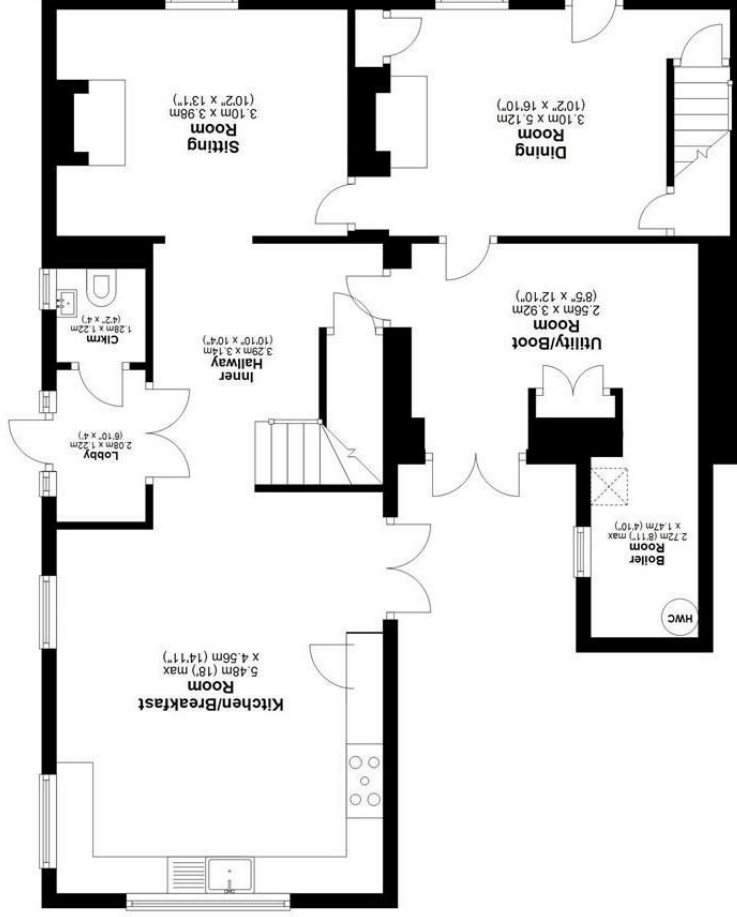 Kitchen/Breakfast
Room
5.48m (18') max
x 4.56m (14'11")
HWC
Boiler
Room
2.72m (8'11") max
x 1.47m (4'10")
Lobby
2.08m x 1.22m
(6'10" x 4')
Inner
Hallway
3.29m x 3.14m
(10'10" x 10'4")
Clkrm
1.28m x 1.22m
(4'2" x 4')
Utility/Boot
Room
2.56m x 3.92m
(8'5" x 12'10")
Dining
Room
3.10m x 5.12m
(10'2" x 16'10")
Sitting
Room
3.10m x 3.98m
(10'2" x 13'1")